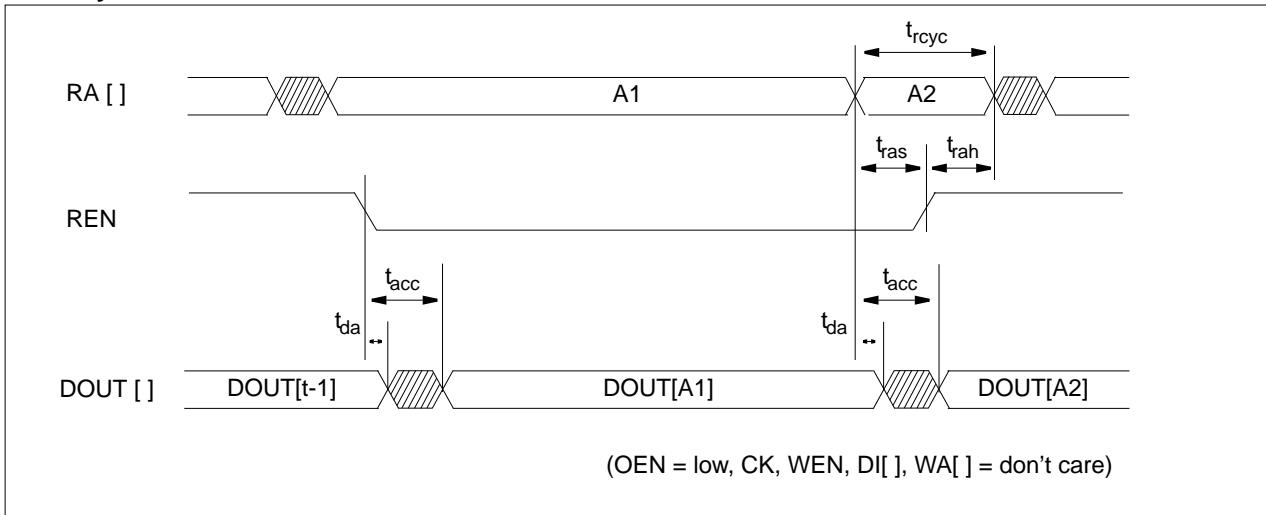 t_rcyc
RA [ ]
A1
A2
t_ras
t_rah
REN
t_acc
t_acc
t_da
t_da
DOUT [ ]
DOUT[t-1]
DOUT[A1]
DOUT[A2]
(OEN = low, CK, WEN, DI[ ], WA[ ] = don't care)